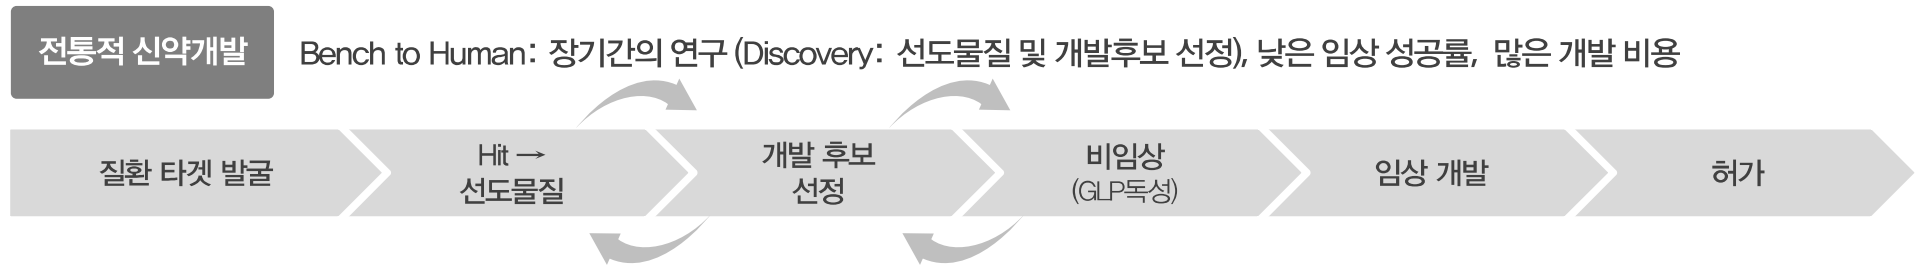 전통적 신약개발
Bench to Human: 장기간의 연구 (Discovery: 선도물질 및 개발후보 선정), 낮은 임상 성공률, 많은 개발 비용
질환 타겟 발굴
Hit →
선도물질
개발 후보
선정
비임상
(GLP독성)
임상 개발
허가